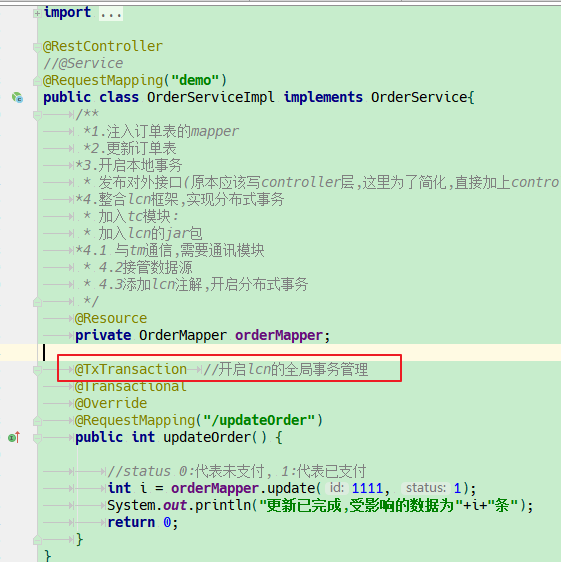 import ...
@RestController
//@Service
@RequestMapping("demo")
public class OrderServiceImpl implements OrderService{
/**
*1.注入订单表的mapper
*2.更新订单表
*3.开启本地事务
* 发布对外接口(原本应该写controller层,这里为了简化,直接加上contro
*4.整合lcn框架,实现分布式事务
* 加入tc模块:
* 加入lcn的jar包
*4.1 与tm通信,需要通讯模块
* 4.2接管数据源
* 4.3添加lcn注解,开启分布式事务
*/
@Resource
private OrderMapper orderMapper;
@TxTransaction //开启lcn的全局事务管理
@Transactional
@Override
@RequestMapping("/updateOrder")
public int updateOrder() {
//status 0:代表未支付, 1:代表已支付
int i = orderMapper.update( id: 1111, status: 1);
System.out.println("更新已完成,受影响的数据为"+i+"条");
return 0;
}
}